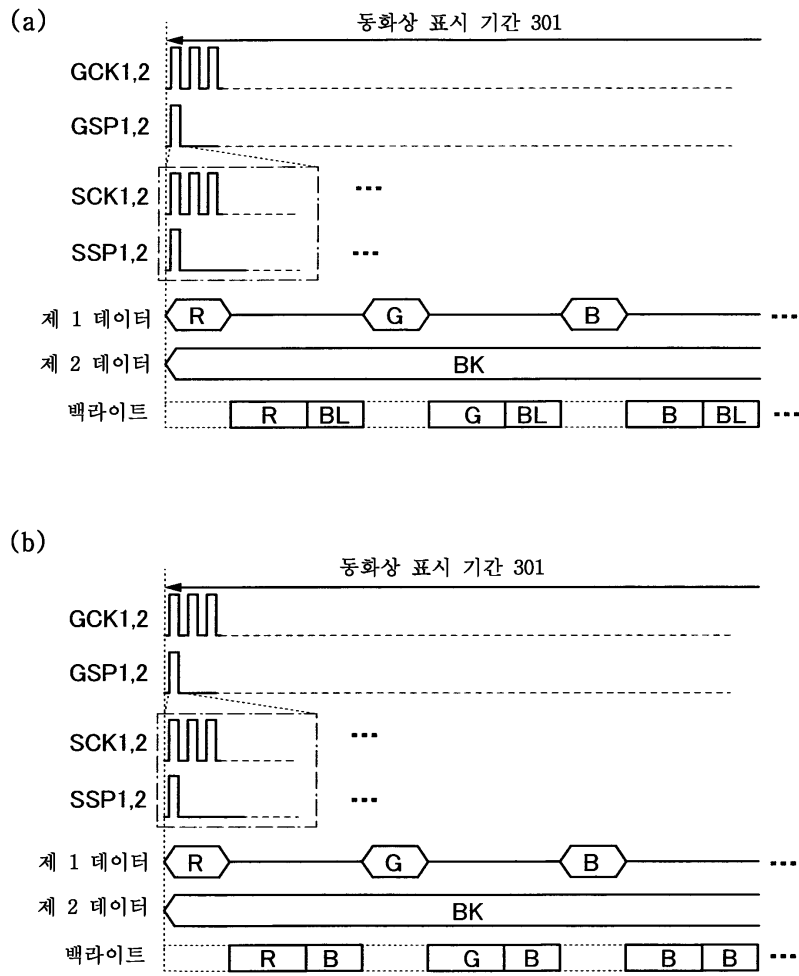 (a)
동화상 표시 기간 301
GCK1,2
GSP1,2
SCK1,2 ...
SSP1,2 ...
제 1 데이터 R G B ...
제 2 데이터 BK
백라이트 R BL G BL B BL ...
(b)
동화상 표시 기간 301
GCK1,2
GSP1,2
SCK1,2 ...
SSP1,2 ...
제 1 데이터 R G B ...
제 2 데이터 BK
백라이트 R B G B B B ...